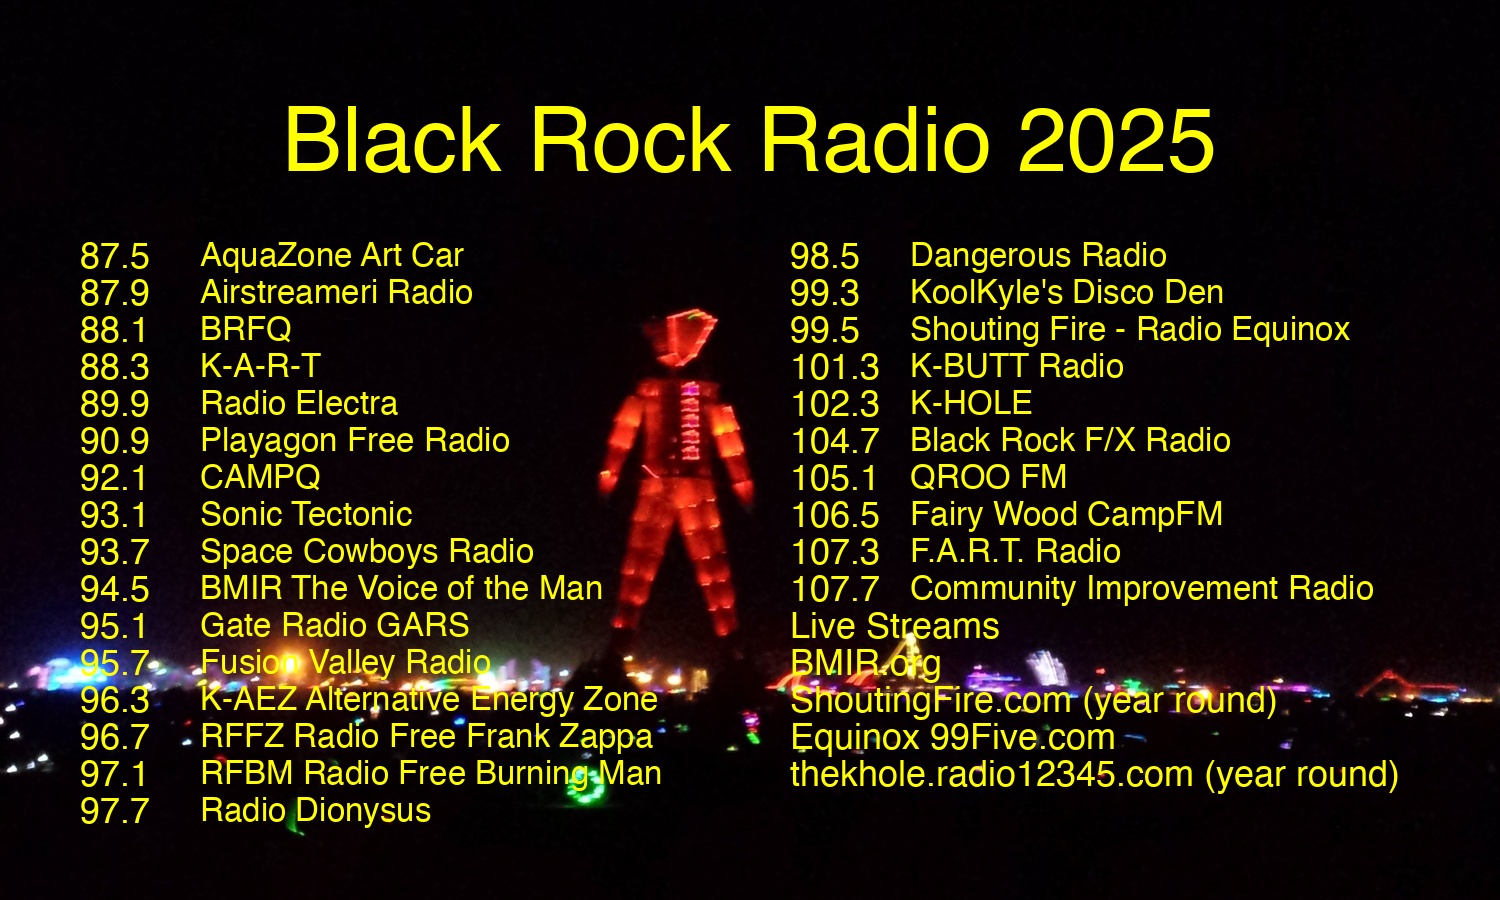 Black Rock Radio 2025
87.5 AquaZone Art Car
87.9 Airstreameri Radio
88.1 BRFQ
88.3 K-A-R-T
89.9 Radio Electra
90.9 Playagon Free Radio
92.1 CAMPQ
93.1 Sonic Tectonic
93.7 Space Cowboys Radio
94.5 BMIR The Voice of the Man
95.1 Gate Radio GARS
95.7 Fusion Valley Radio
96.3 K-AEZ Alternative Energy Zone
96.7 RFFZ Radio Free Frank Zappa
97.1 RFBM Radio Free Burning Man
97.7 Radio Dionysus
98.5 Dangerous Radio
99.3 KoolKyle's Disco Den
99.5 Shouting Fire - Radio Equinox
101.3 K-BUTT Radio
102.3 K-HOLE
104.7 Black Rock F/X Radio
105.1 QROO FM
106.5 Fairy Wood CampFM
107.3 F.A.R.T. Radio
107.7 Community Improvement Radio
Live Streams
BMIR.org
ShoutingFire.com (year round)
Equinox 99Five.com
thekhole.radio12345.com (year round)